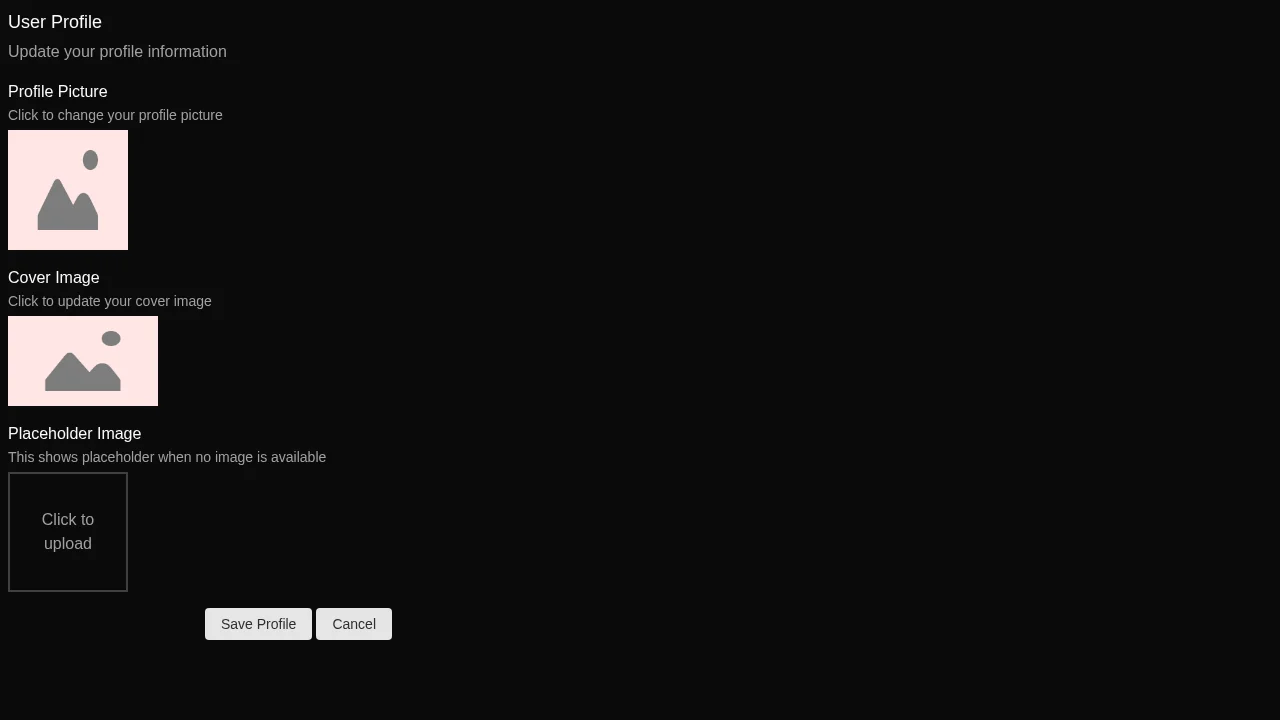 User Profile
Update your profile information
Profile Picture
Click to change your profile picture
Cover Image
Click to update your cover image
Placeholder Image
This shows placeholder when no image is available
Click to
upload
Save Profile
Cancel